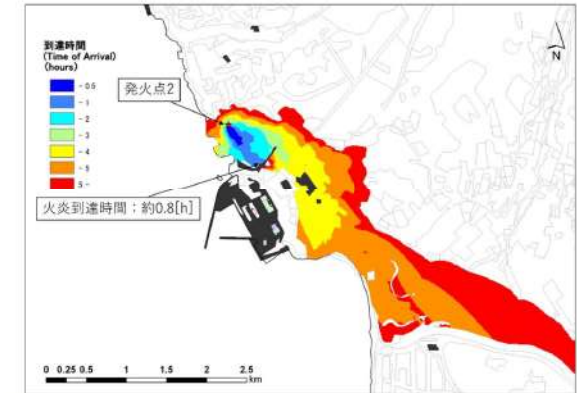 到達時間
(Time of Arrival)
(hours)
- 0.5
- 1
- 2
- 3
- 4
- 5
5 -
発火点2
火炎到達時間：約0.8[h]
N
0 0.25 0.5 1 1.5 2 2.5
km